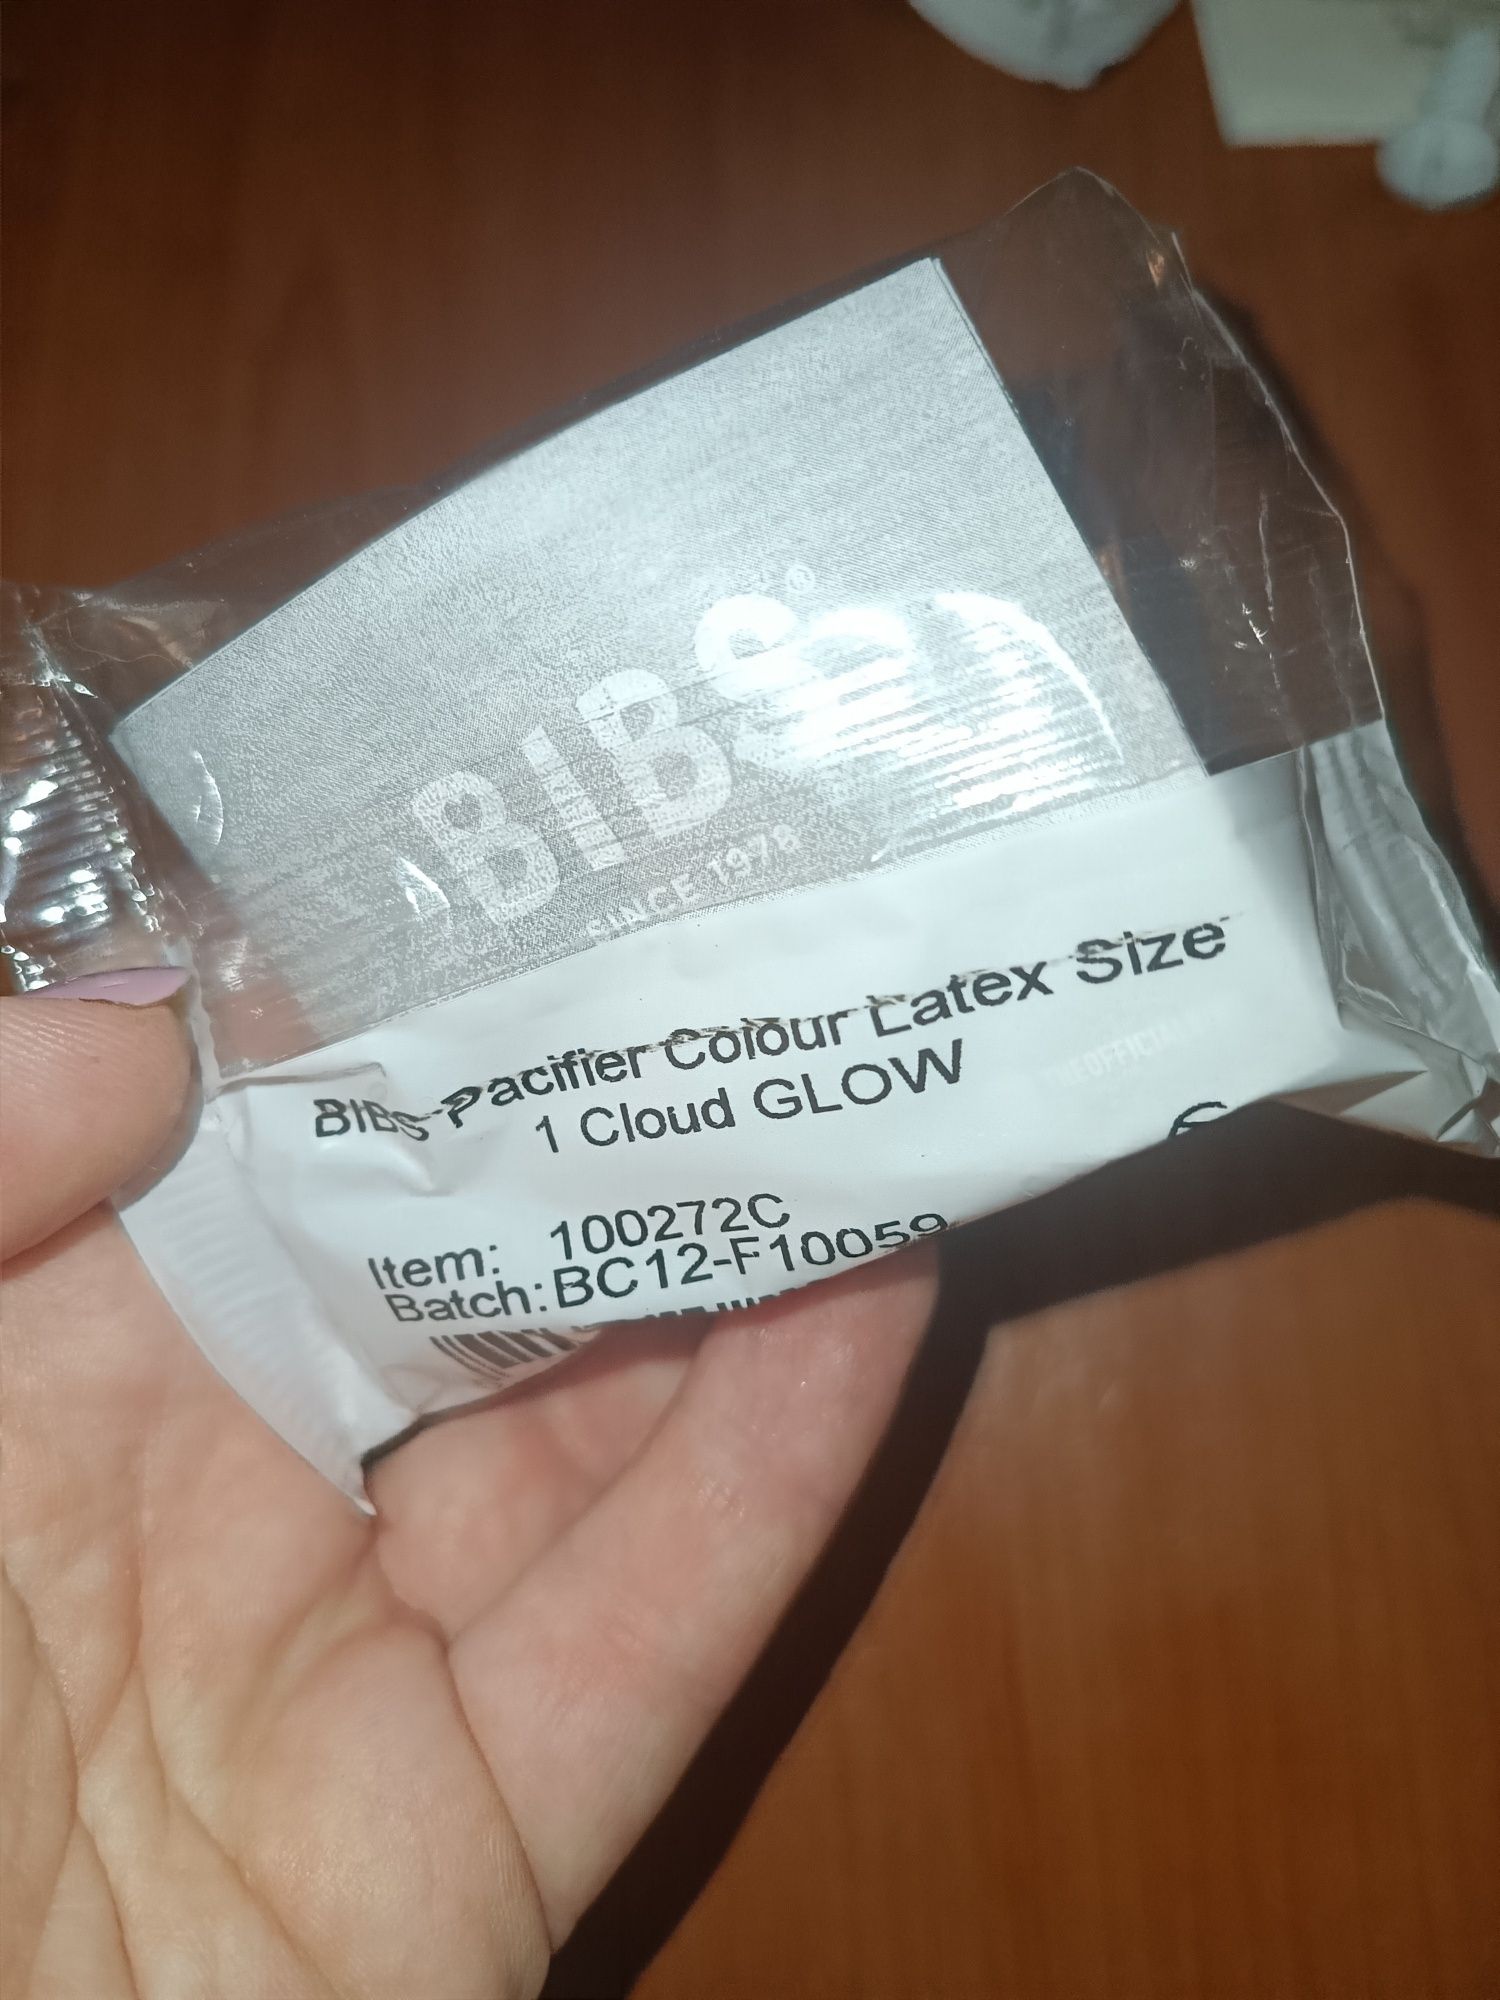 BIBS®
SINCE 1978
BIBS Pacifier Colour Latex Size
1 Cloud GLOW
Item: 100272C
Batch: BC12-F10059